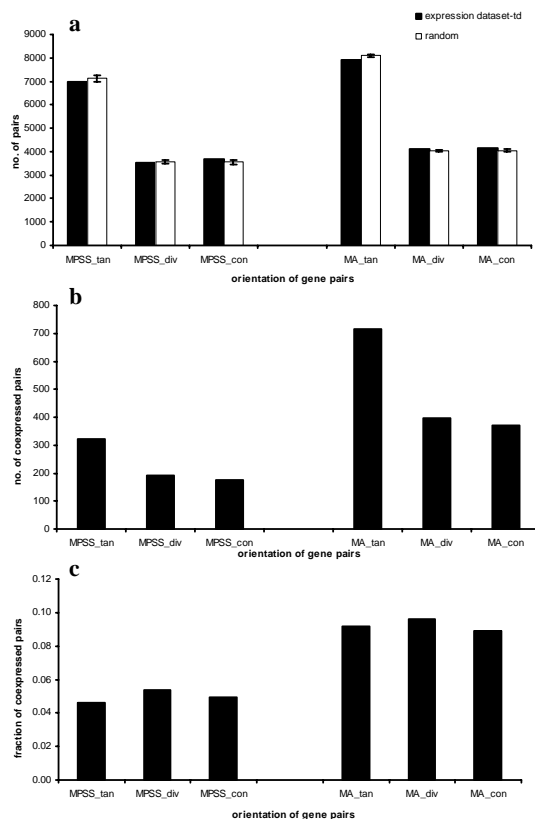 a
expression dataset-td
random
no. of pairs
9000
8000
7000
6000
5000
4000
3000
2000
1000
0
MPSS_tan MPSS_div MPSS_con MA_tan MA_div MA_con
orientation of gene pairs
b
no. of coexpressed pairs
800
700
600
500
400
300
200
100
0
MPSS_tan MPSS_div MPSS_con MA_tan MA_div MA_con
orientation of gene pairs
c
fraction of coexpressed pairs
0.12
0.10
0.08
0.06
0.04
0.02
0.00
MPSS_tan MPSS_div MPSS_con MA_tan MA_div MA_con
orientation of gene pairs